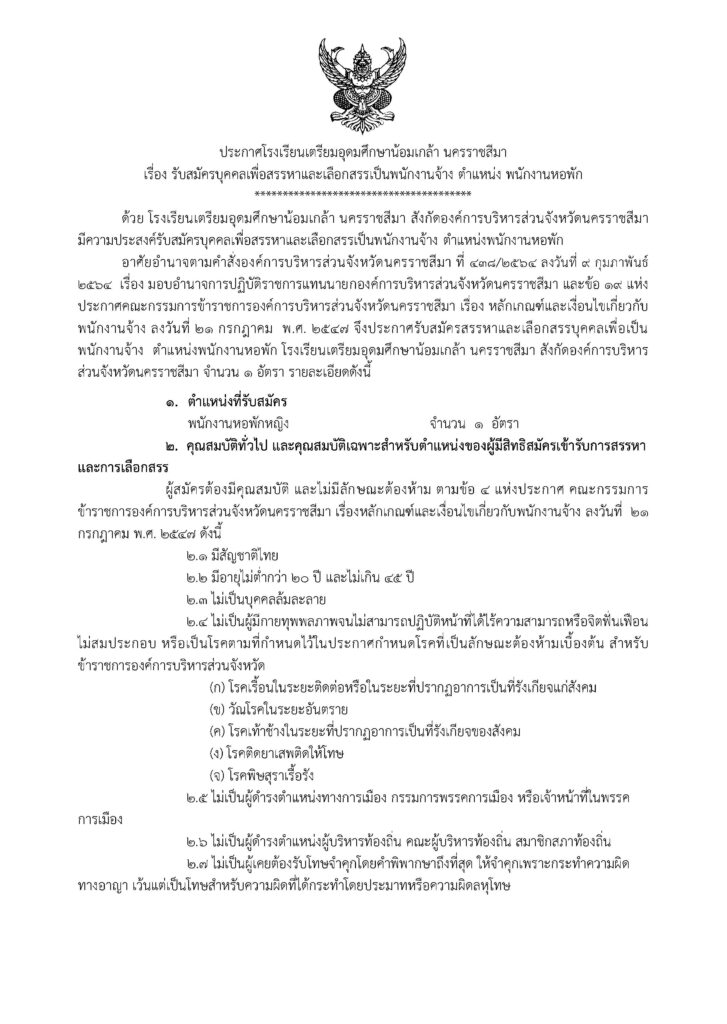 ประกาศโรงเรียนเตรียมอุดมศึกษาน้อมเกล้า นครราชสีมา
เรื่อง รับสมัครบุคคลเพื่อสรรหาและเลือกสรรเป็นพนักงานจ้าง ตำแหน่ง พนักงานหอพัก
***************************************
ด้วย โรงเรียนเตรียมอุดมศึกษาน้อมเกล้า นครราชสีมา สังกัดองค์การบริหารส่วนจังหวัดนครราชสีมา
มีความประสงค์รับสมัครบุคคลเพื่อสรรหาและเลือกสรรเป็นพนักงานจ้าง ตำแหน่งพนักงานหอพัก
อาศัยอำนาจตามคำสั่งองค์การบริหารส่วนจังหวัดนครราชสีมา ที่ ๔๓๘/๒๕๖๔ ลงวันที่ ๙ กุมภาพันธ์
๒๕๖๔ เรื่อง มอบอำนาจการปฏิบัติราชการแทนนายกองค์การบริหารส่วนจังหวัดนครราชสีมา และข้อ ๑๙ แห่ง
ประกาศคณะกรรมการข้าราชการองค์การบริหารส่วนจังหวัดนครราชสีมา เรื่อง หลักเกณฑ์และเงื่อนไขเกี่ยวกับ
พนักงานจ้าง ลงวันที่ ๒๑ กรกฎาคม พ.ศ. ๒๕๔๗ จึงประกาศรับสมัครสรรหาและเลือกสรรบุคคลเพื่อเป็น
พนักงานจ้าง ตำแหน่งพนักงานหอพัก โรงเรียนเตรียมอุดมศึกษาน้อมเกล้า นครราชสีมา สังกัดองค์การบริหาร
ส่วนจังหวัดนครราชสีมา จำนวน ๑ อัตรา รายละเอียดดังนี้
๑. ตำแหน่งที่รับสมัคร
พนักงานหอพักหญิง จำนวน ๑ อัตรา
๒. คุณสมบัติทั่วไป และคุณสมบัติเฉพาะสำหรับตำแหน่งของผู้มีสิทธิสมัครเข้ารับการสรรหา
และการเลือกสรร
ผู้สมัครต้องมีคุณสมบัติ และไม่มีลักษณะต้องห้าม ตามข้อ ๔ แห่งประกาศ คณะกรรมการ
ข้าราชการองค์การบริหารส่วนจังหวัดนครราชสีมา เรื่องหลักเกณฑ์และเงื่อนไขเกี่ยวกับพนักงานจ้าง ลงวันที่ ๒๑
กรกฎาคม พ.ศ. ๒๕๔๗ ดังนี้
๒.๑ มีสัญชาติไทย
๒.๒ มีอายุไม่ต่ำกว่า ๒๐ ปี และไม่เกิน ๔๕ ปี
๒.๓ ไม่เป็นบุคคลล้มละลาย
๒.๔ ไม่เป็นผู้มีกายทุพพลภาพจนไม่สามารถปฏิบัติหน้าที่ได้ไร้ความสามารถหรือจิตฟั่นเฟือน
ไม่สมประกอบ หรือเป็นโรคตามที่กำหนดไว้ในประกาศกำหนดโรคที่เป็นลักษณะต้องห้ามเบื้องต้น สำหรับ
ข้าราชการองค์การบริหารส่วนจังหวัด
(ก) โรคเรื้อนในระยะติดต่อหรือในระยะที่ปรากฏอาการเป็นที่รังเกียจแก่สังคม
(ข) วัณโรคในระยะอันตราย
(ค) โรคเท้าช้างในระยะที่ปรากฏอาการเป็นที่รังเกียจของสังคม
(ง) โรคติดยาเสพติดให้โทษ
(จ) โรคพิษสุราเรื้อรัง
๒.๕ ไม่เป็นผู้ดำรงตำแหน่งทางการเมือง กรรมการพรรคการเมือง หรือเจ้าหน้าที่ในพรรค
การเมือง
๒.๖ ไม่เป็นผู้ดำรงตำแหน่งผู้บริหารท้องถิ่น คณะผู้บริหารท้องถิ่น สมาชิกสภาท้องถิ่น
๒.๗ ไม่เป็นผู้เคยต้องรับโทษจำคุกโดยคำพิพากษาถึงที่สุด ให้จำคุกเพราะกระทำความผิด
ทางอาญา เว้นแต่เป็นโทษสำหรับความผิดที่ได้กระทำโดยประมาทหรือความผิดลหุโทษ